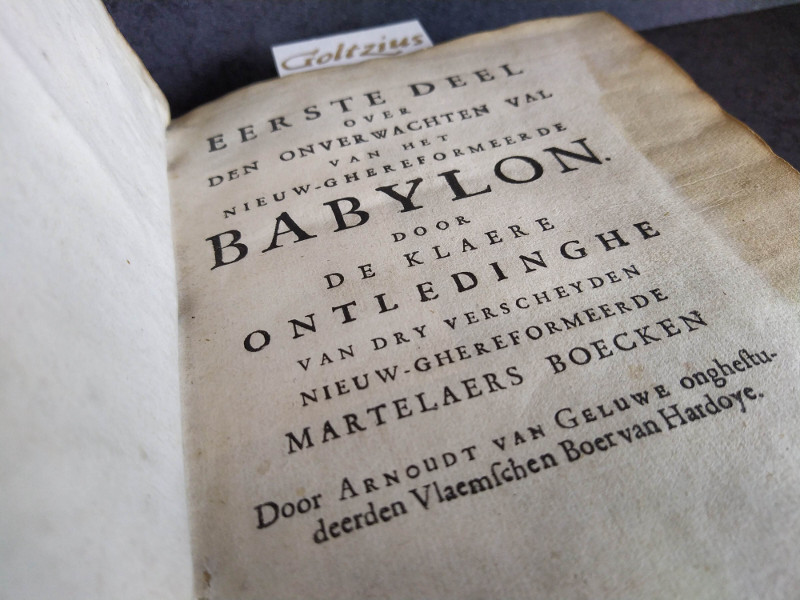 Goltzius
EERSTE DEEL
OVER
DEN ONVERWACHTEN VAL
VAN HET
NIEUW-GHEREFORMEERDE
BABYLON.
DOOR
DE KLAERE
ONTLEDINGHE
VAN DRY VERSCHEYDEN
NIEUW-GHEREFORMEERDE
MARTELAERS BOECKEN
Door ARNOUDT VAN GELUWE ongheſtu-
deerden Vlaemſchen Boer van Hardoye.